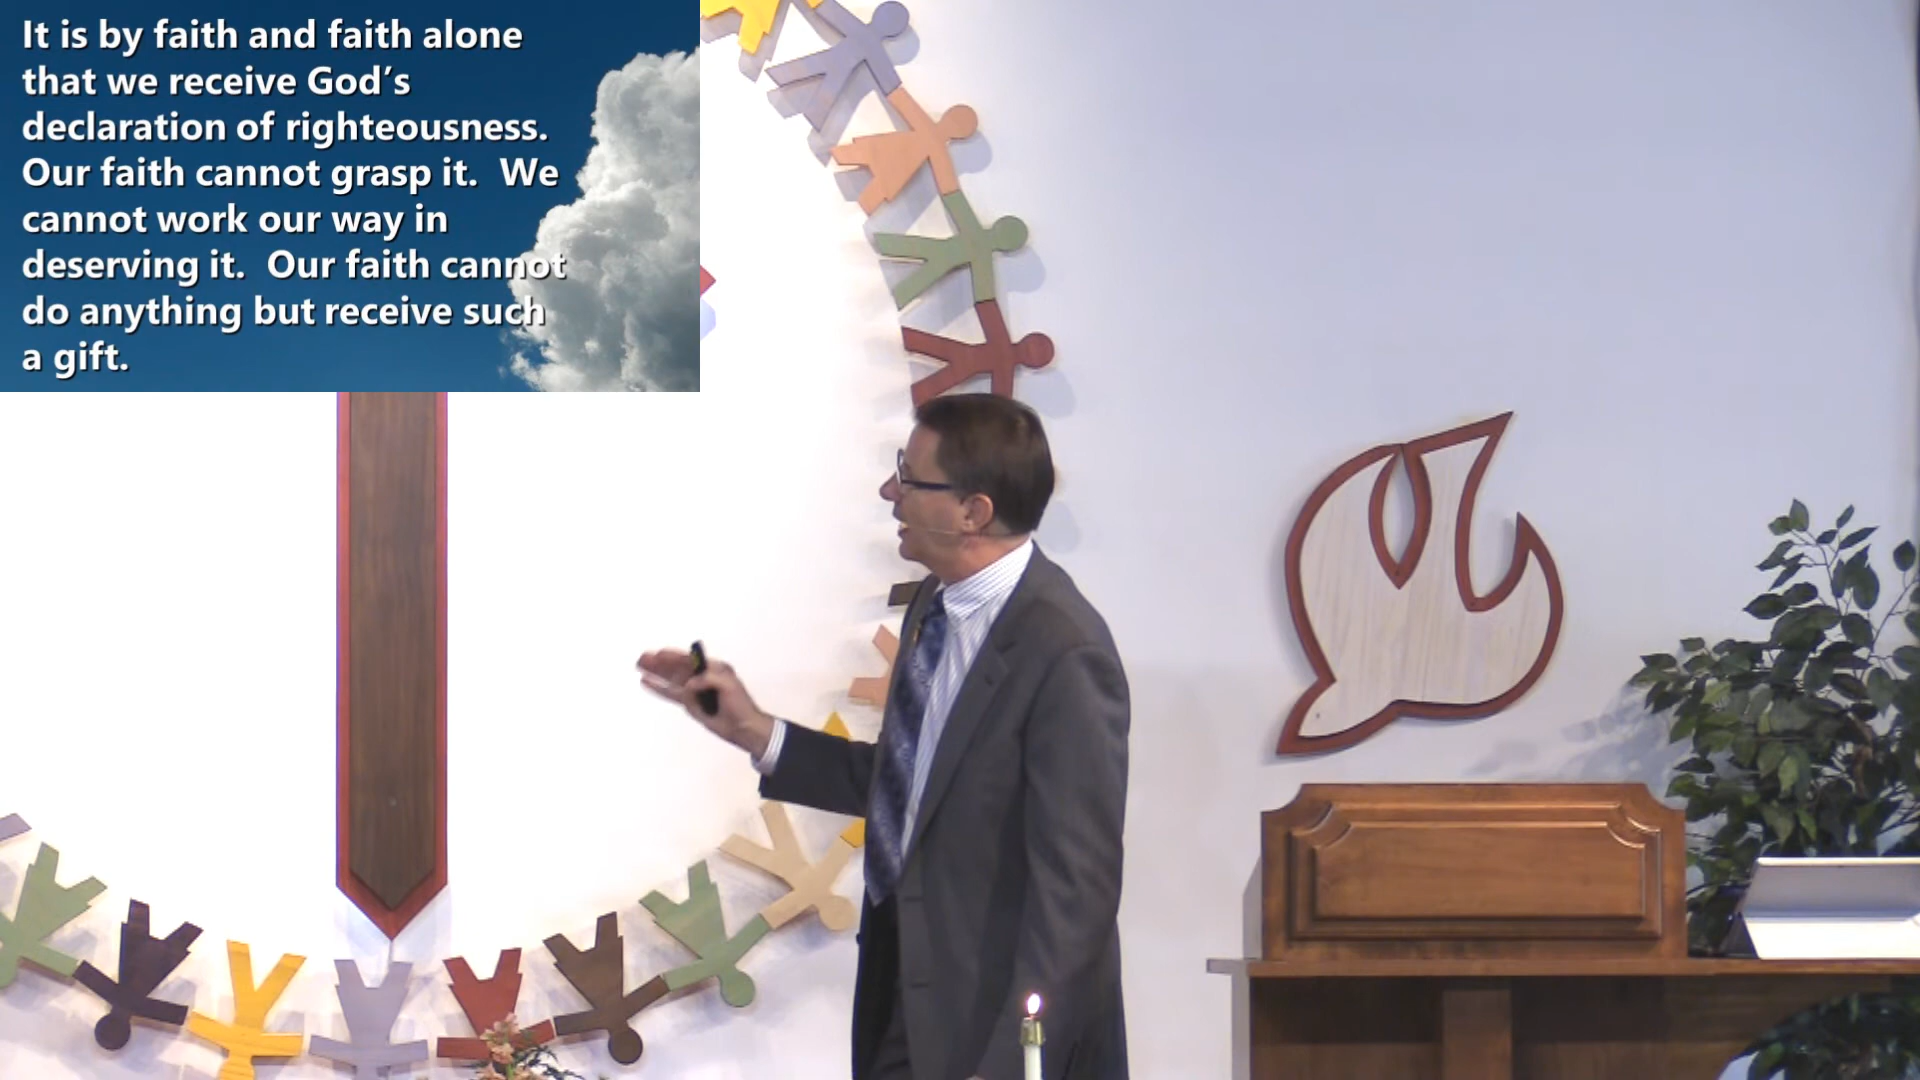 It is by faith and faith alone
that we receive God's
declaration of righteousness.
Our faith cannot grasp it.  We
cannot work our way in
deserving it.  Our faith cannot
do anything but receive such
a gift.